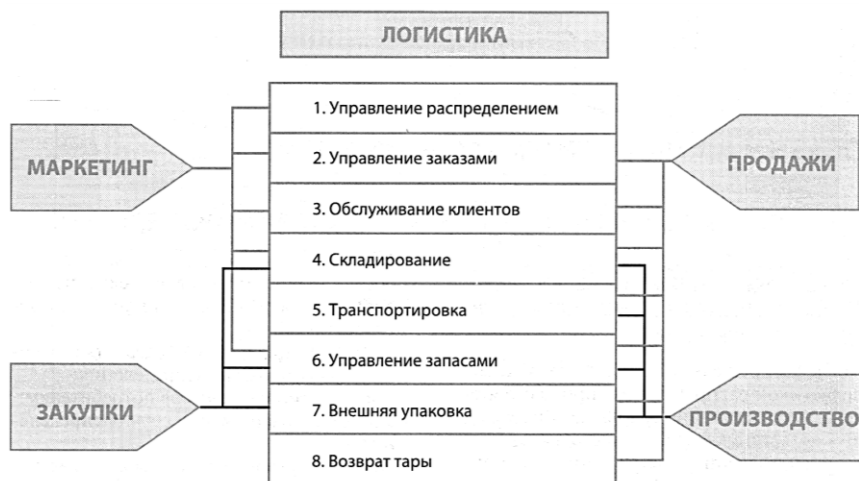 ЛОГИСТИКА
1. Управление распределением
2. Управление заказами
3. Обслуживание клиентов
4. Складирование
5. Транспортировка
6. Управление запасами
7. Внешняя упаковка
8. Возврат тары
МАРКЕТИНГ
ЗАКУПКИ
ПРОДАЖИ
ПРОИЗВОДСТВО